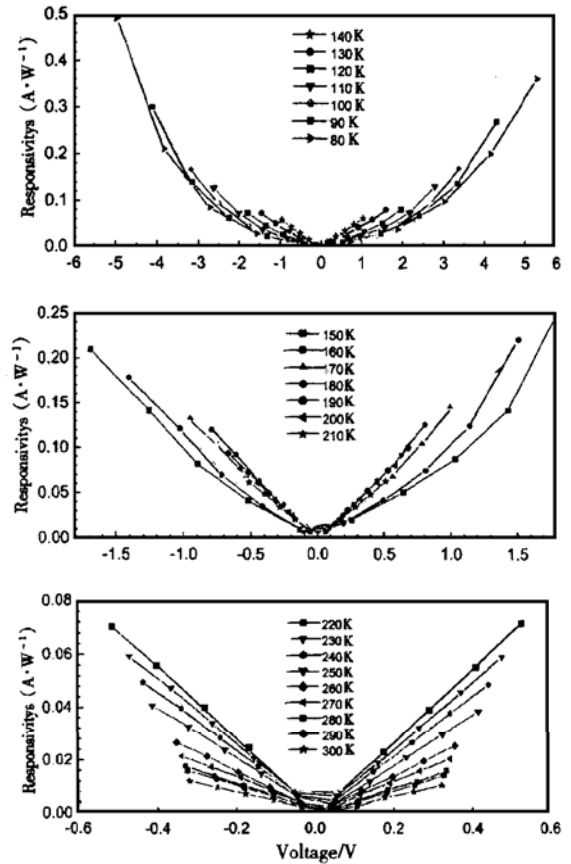 Responsivitys (A·W⁻¹)
0.5
0.4
0.3
0.2
0.1
0.0
140 K
130 K
120 K
110 K
100 K
90 K
80 K
-6 -5 -4 -3 -2 -1 0 1 2 3 4 5 6
Responsivitys (A·W⁻¹)
0.25
0.20
0.15
0.10
0.05
0.00
150 K
160 K
170 K
180 K
190 K
200 K
210 K
-1.5 -1.0 -0.5 0.0 0.5 1.0 1.5
Responsivitys (A·W⁻¹)
0.08
0.06
0.04
0.02
0.00
220 K
230 K
240 K
250 K
260 K
270 K
280 K
290 K
300 K
-0.6 -0.4 -0.2 0.0 0.2 0.4 0.6
Voltage/V